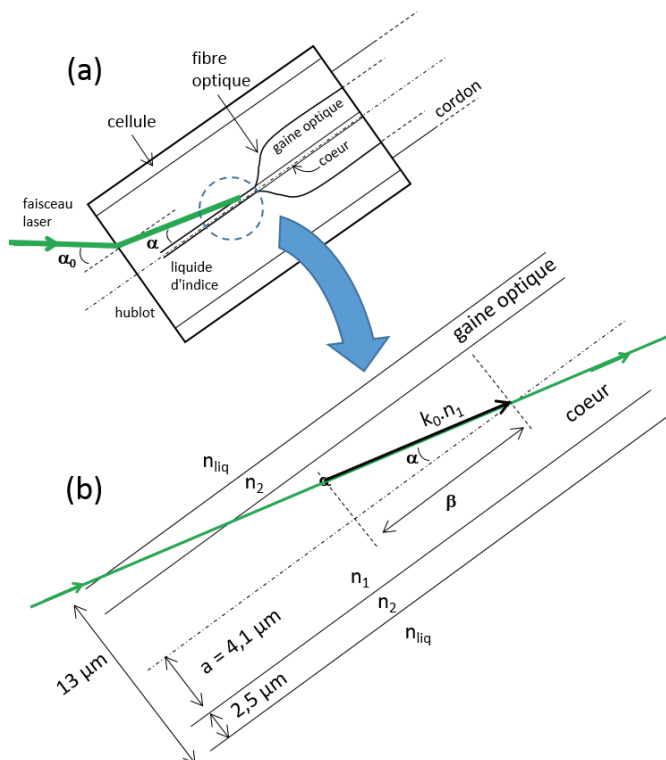 (a)
fibre
optique
cellule
gaine optique
coeur
cordon
faisceau
laser
α₀
α
liquide
d'indice
hublot
(b)
gaine optique
coeur
k₀.n₁
α
β
nliq
n₂
n₁
n₂
nliq
a = 4,1 µm
2,5 µm
13 µm